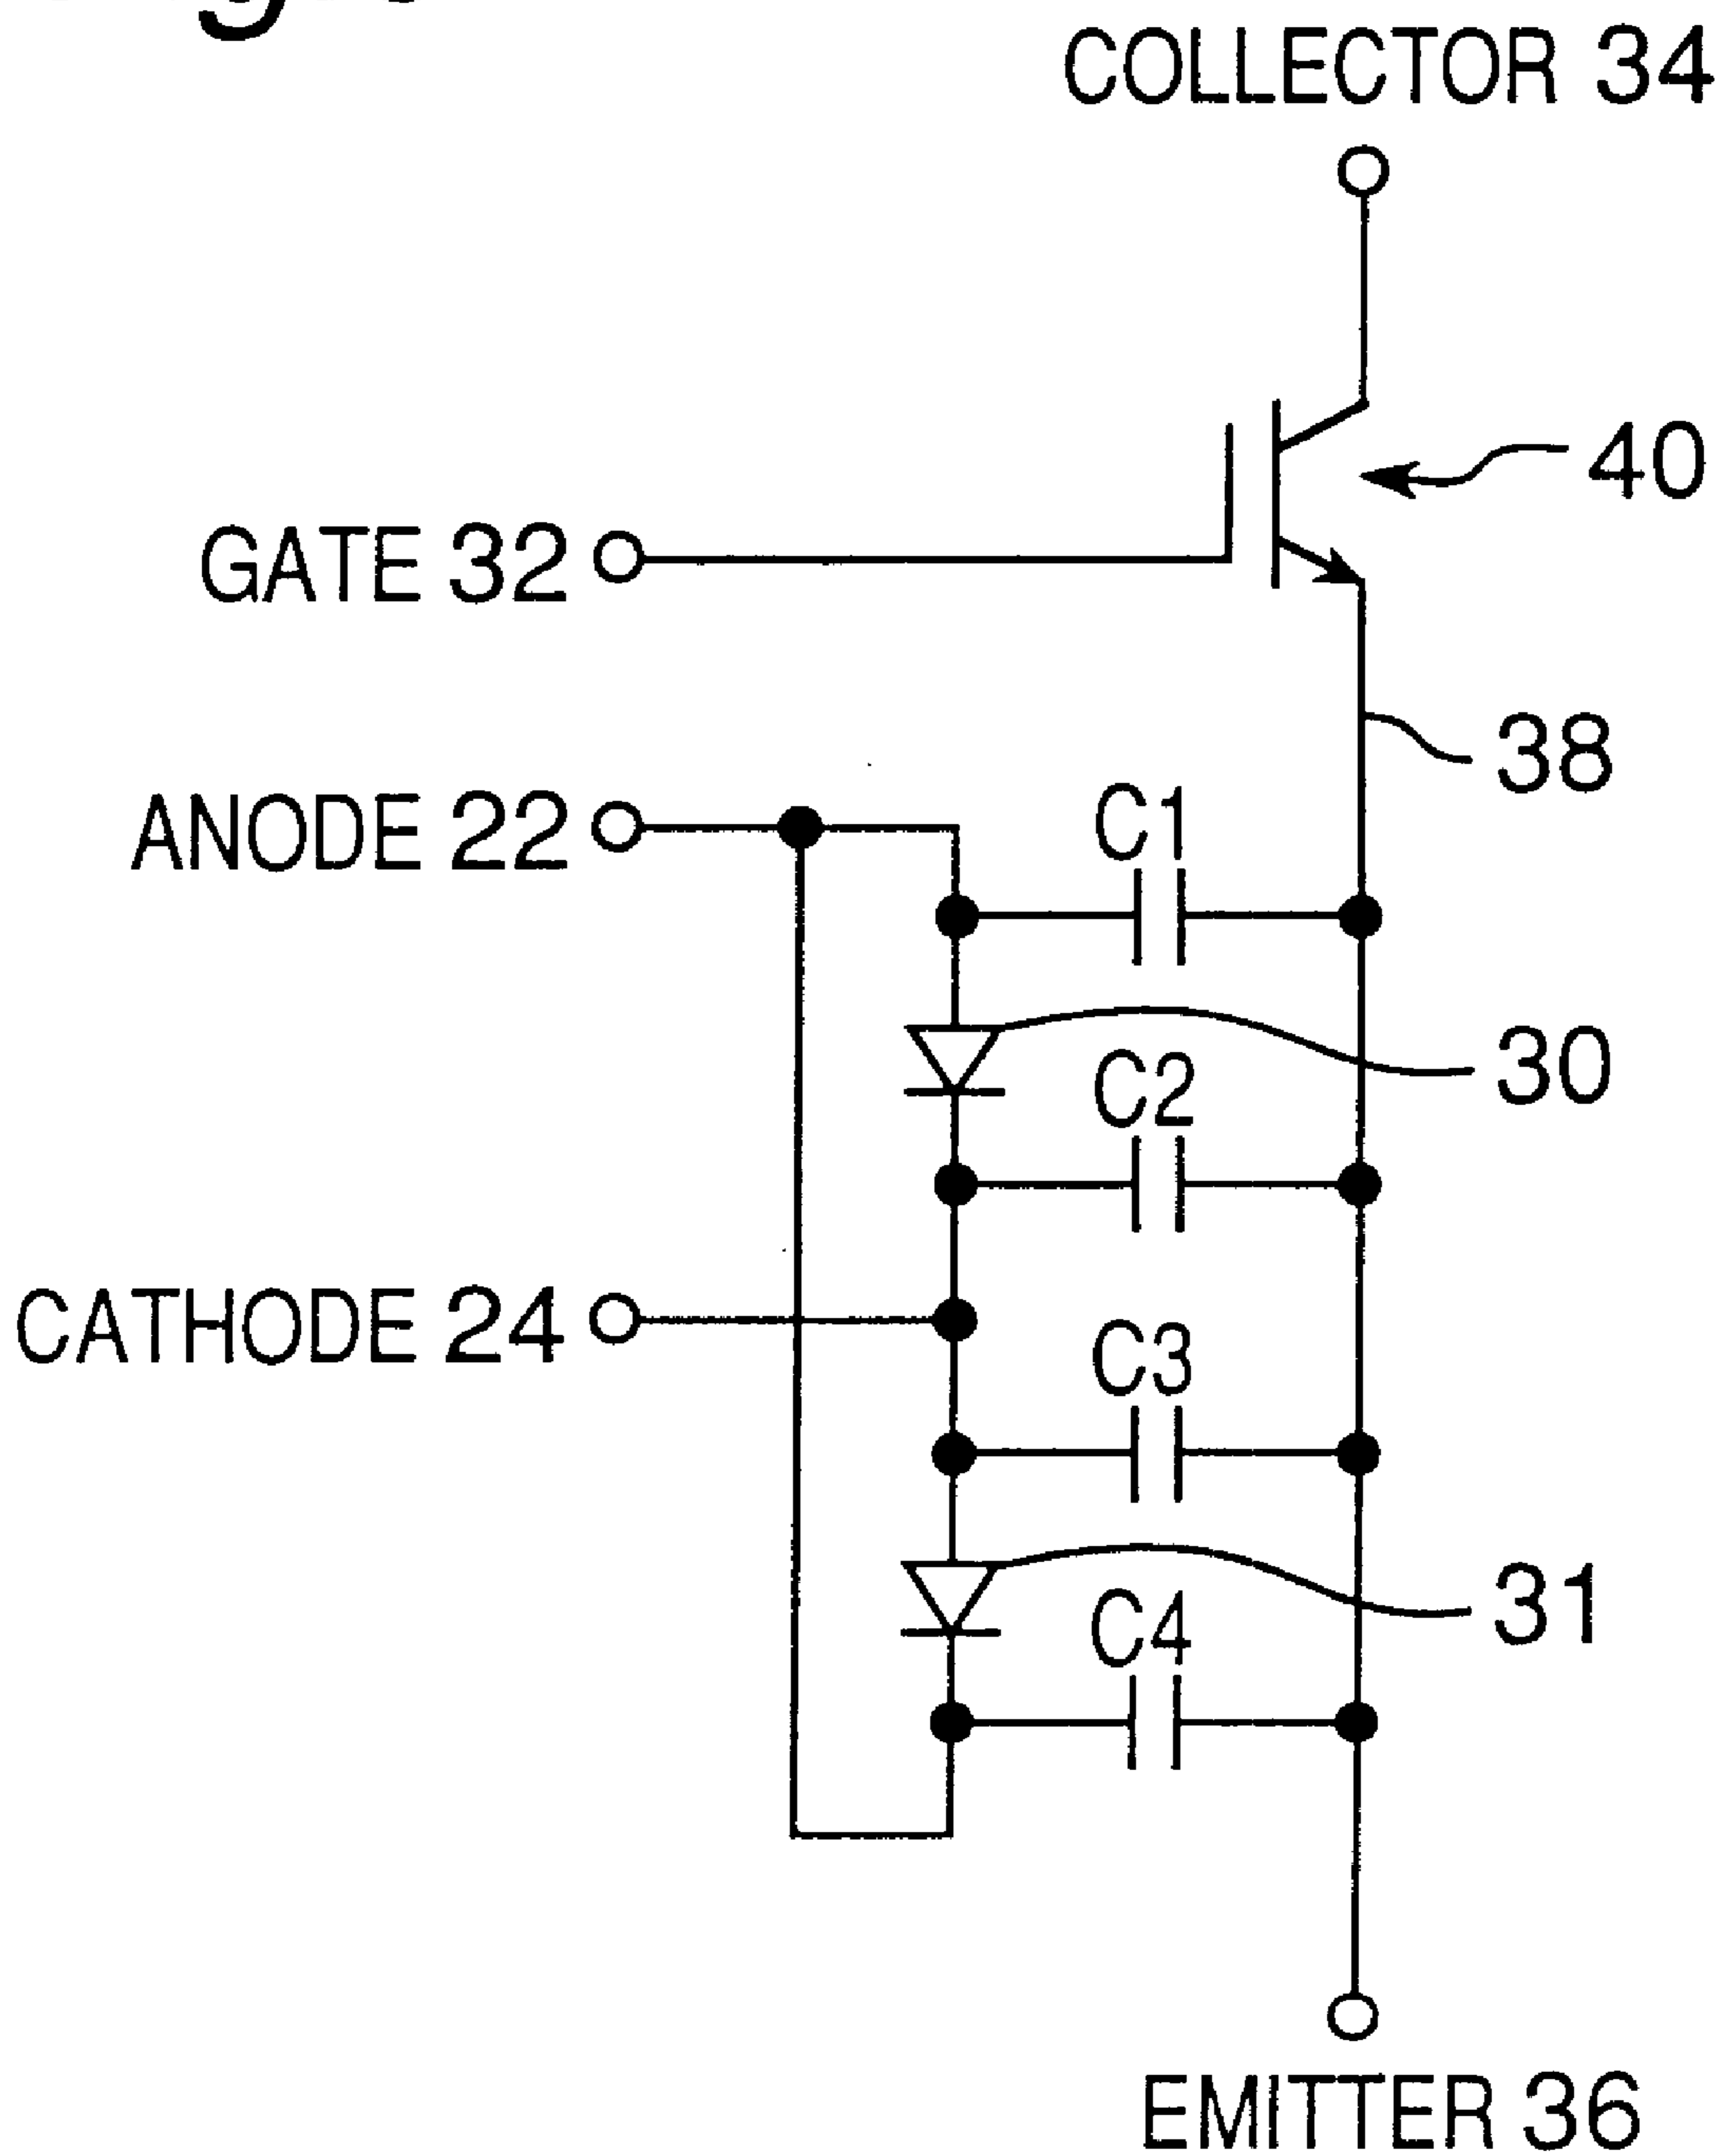 COLLECTOR 34
40
GATE 32
38
ANODE 22
C1
30
C2
CATHODE 24
C3
31
C4
EMITTER 36